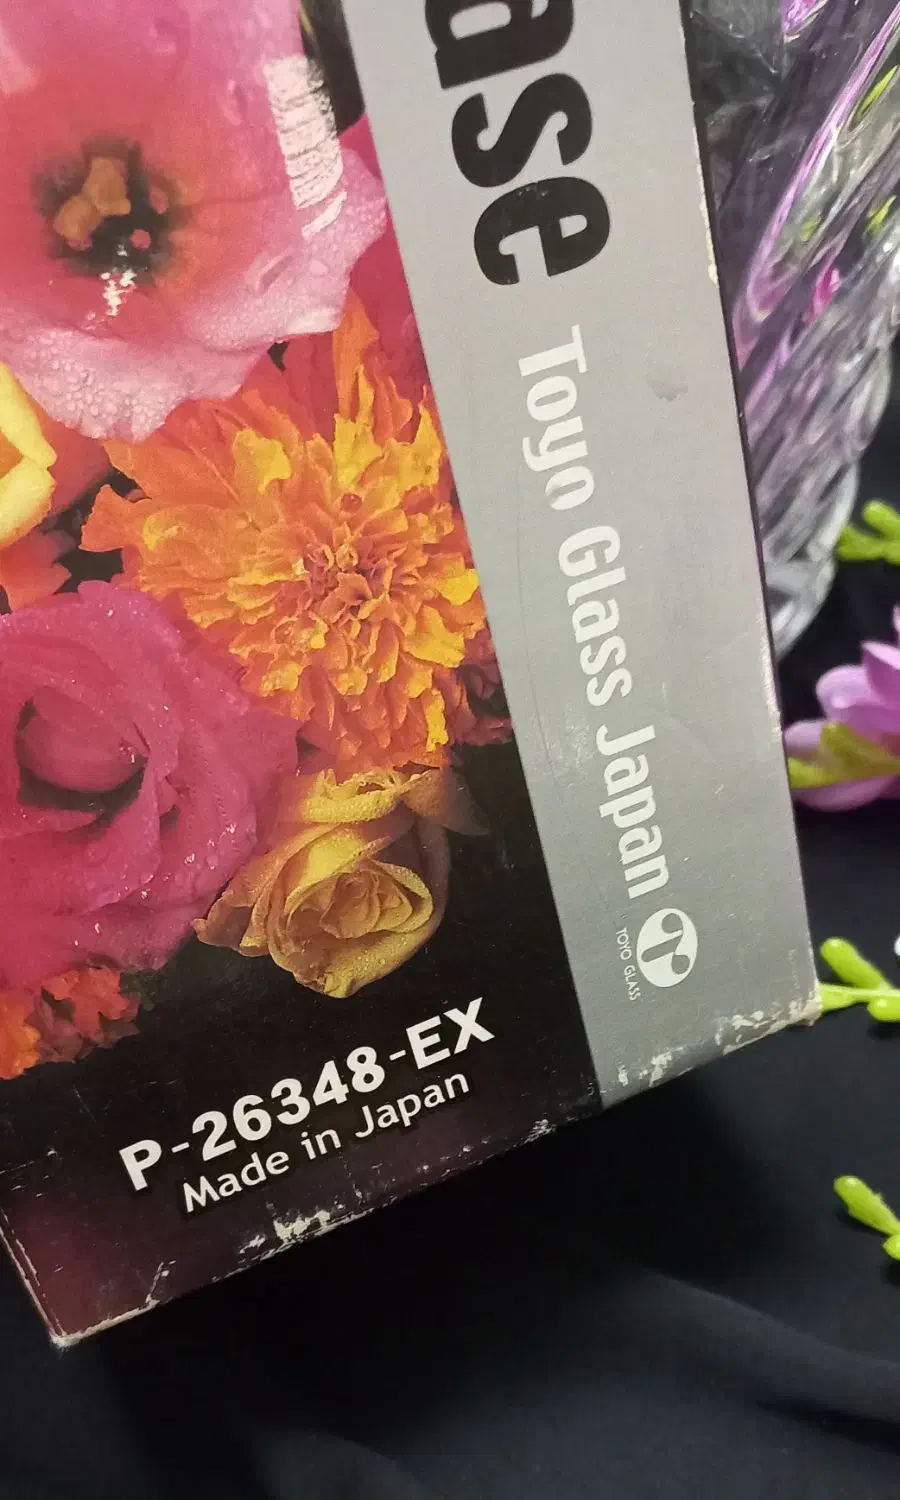 ase
Toyo Glass Japan
TOYO GLASS
P-26348-EX
Made in Japan